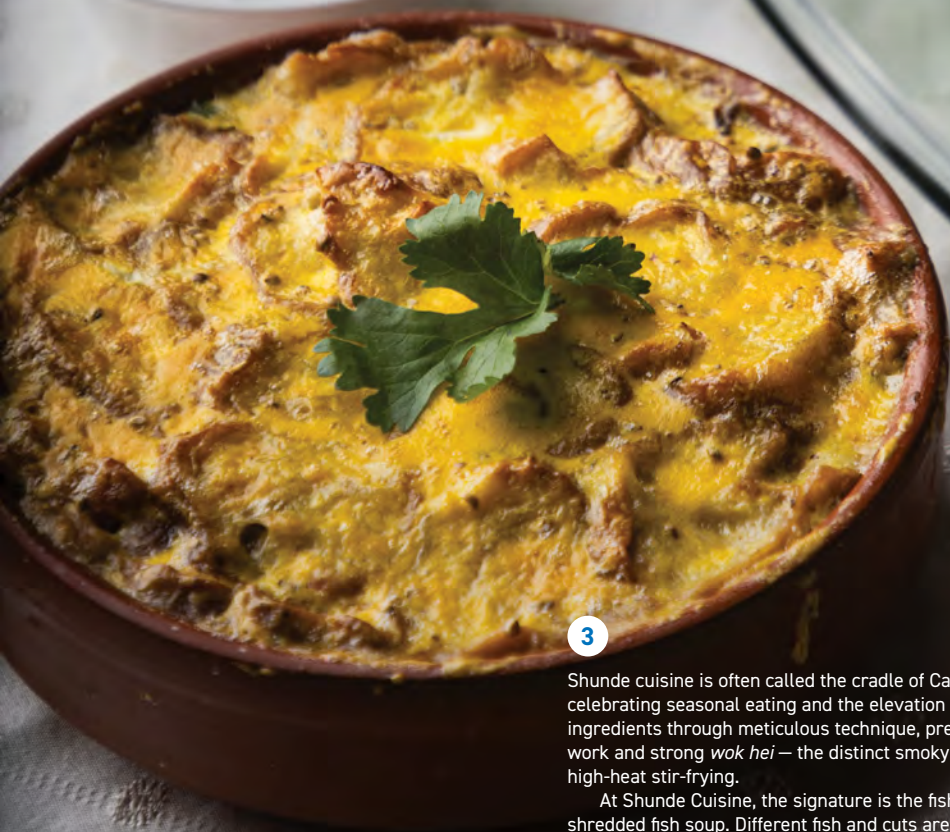 3
Shunde cuisine is often called the cradle of Ca
celebrating seasonal eating and the elevation
ingredients through meticulous technique, pre
work and strong wok hei — the distinct smoky
high-heat stir-frying.
At Shunde Cuisine, the signature is the fish
shredded fish soup. Different fish and cuts are